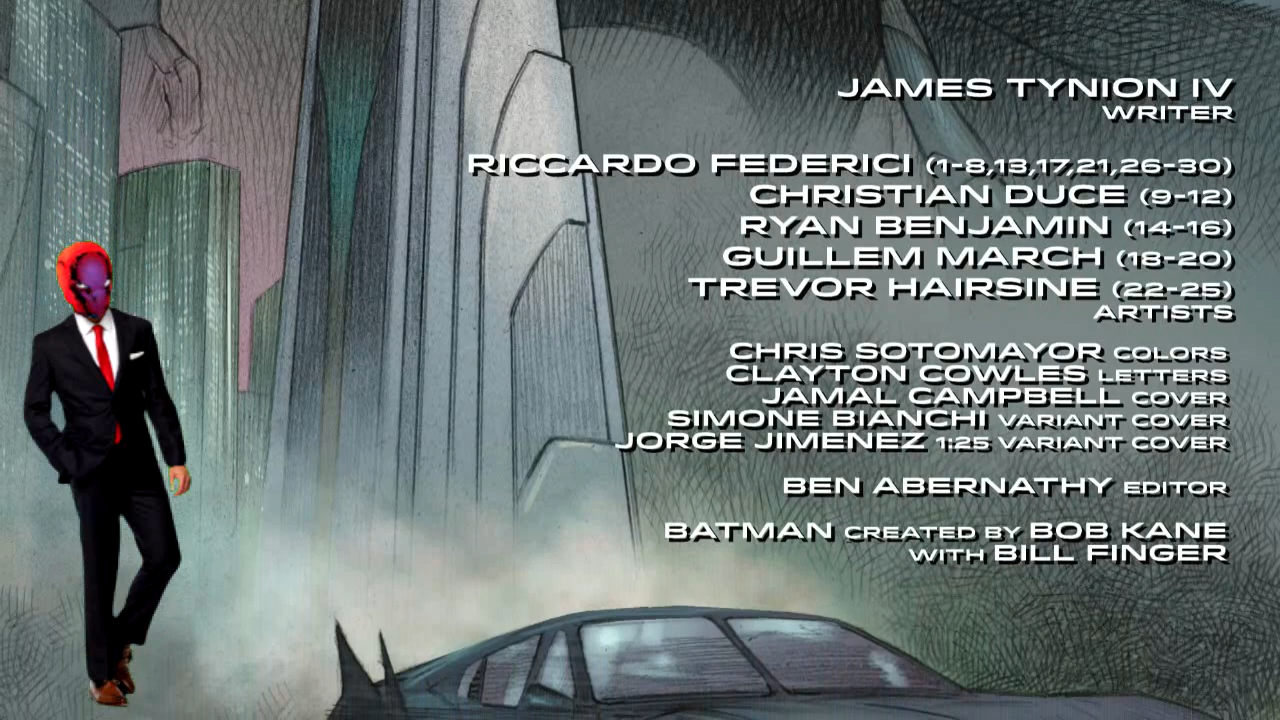 JAMES TYNION IV
WRITER
RICCARDO FEDERICI (1-8,13,17,21,26-30)
CHRISTIAN DUCE (9-12)
RYAN BENJAMIN (14-16)
GUILLEM MARCH (18-20)
TREVOR HAIRSINE (22-25)
ARTISTS
CHRIS SOTOMAYOR COLORS
CLAYTON COWLES LETTERS
JAMAL CAMPBELL COVER
SIMONE BIANCHI VARIANT COVER
JORGE JIMENEZ 1:25 VARIANT COVER
BEN ABERNATHY EDITOR
BATMAN CREATED BY BOB KANE
WITH BILL FINGER